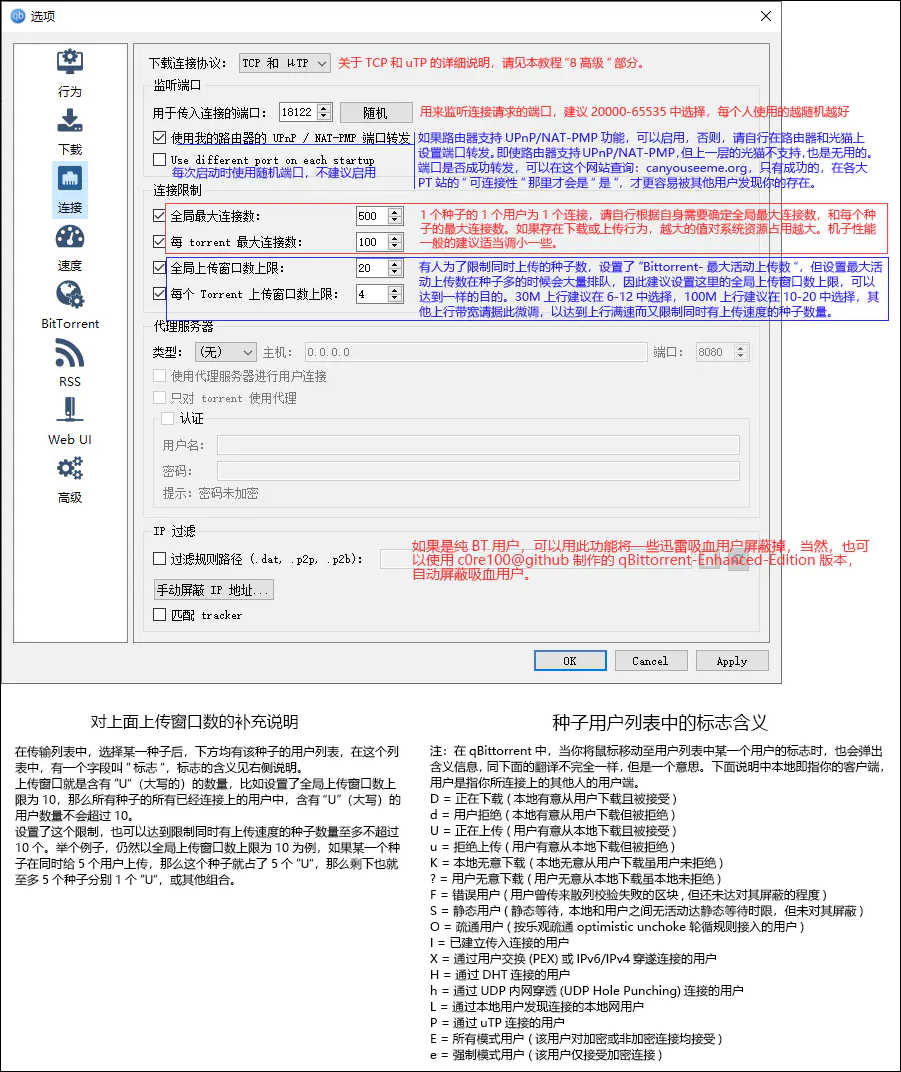 选项
行为
下载
连接
速度
BitTorrent
RSS
Web UI
高级
下载连接协议： TCP 和 μTP 关于 TCP 和 uTP 的详细说明，请见本教程 “8 高级 ” 部分。
监听端口
用于传入连接的端口： 18122 随机 用来监听连接请求的端口，建议 20000-65535 中选择，每个人使用的越随机越好
使用我的路由器的 UPnP / NAT-PMP 端口转发
Use different port on each startup
每次启动时使用随机端口，不建议启用
如果路由器支持 UPnP/NAT-PMP 功能，可以启用，否则，请自行在路由器和光猫上
设置端口转发。即使路由器支持 UPnP/NAT-PMP, 但上一层的光猫不支持, 也是无用的。
端口是否成功转发，可以在这个网站查询：canyouseeme.org，只有成功的，在各大
PT 站的 “ 可连接性 ” 那里才会是 “ 是 ”，才更容易被其他用户发现你的存在。
连接限制
全局最大连接数： 500
每 torrent 最大连接数： 100
1 个种子的 1 个用户为 1 个连接，请自行根据自身需要确定全局最大连接数，和每个种
子的最大连接数。如果存在下载或上传行为，越大的值对系统资源占用越大。机子性能
一般的建议适当调小一些。
全局上传窗口数上限： 20
每个 Torrent 上传窗口数上限： 4
有人为了限制同时上传的种子数，设置了 “Bittorrent- 最大活动上传数 ”，但设置最大活
动上传数在种子多的时候会大量排队，因此建议设置这里的全局上传窗口数上限，可以
达到一样的目的。30M 上行建议在 6-12 中选择，100M 上行建议在 10-20 中选择，其
他上行带宽请据此微调，以达到上行满速而又限制同时有上传速度的种子数量。
代理服务器
类型： (无) 主机： 0.0.0.0 端口： 8080
使用代理服务器进行用户连接
只对 torrent 使用代理
认证
用户名：
密码：
提示：密码未加密
IP 过滤
过滤规则路径 (.dat, .p2p, .p2b)：
如果是纯 BT 用户，可以用此功能将一些迅雷吸血用户屏蔽掉，当然，也可
以使用 c0re100@github 制作的 qBittorrent-Enhanced-Edition 版本，
自动屏蔽吸血用户。
手动屏蔽 IP 地址...
匹配 tracker
OK Cancel Apply
对上面上传窗口数的补充说明
在传输列表中，选择某一种子后，下方均有该种子的用户列表，在这个列
表中，有一个字段叫 “ 标志 ”，标志的含义见右侧说明。
上传窗口就是含有 “U”（大写的）的数量，比如设置了全局上传窗口数上
限为 10，那么所有种子的所有已经连接上的用户中，含有 “U”（大写）的
用户数量不会超过 10。
设置了这个限制，也可以达到限制同时有上传速度的种子数量至多不超过
10 个。举个例子，仍然以全局上传窗口数上限为 10 为例，如果某一个种
子在同时给 5 个用户上传，那么这个种子就占了 5 个 “U”，那么剩下也就
至多 5 个种子分别 1 个 “U”，或其他组合。
种子用户列表中的标志含义
注：在 qBittorrent 中，当你将鼠标移动至用户列表中某一个用户的标志时，也会弹出
含义信息，同下面的翻译不完全一样，但是一个意思。下面说明中本地即指你的客户端，
用户是指你所连接上的其他人的用户端。
D = 正在下载 ( 本地有意从用户下载且被接受 )
d = 用户拒绝 ( 本地有意从用户下载但被拒绝 )
U = 正在上传 ( 用户有意从本地下载且被接受 )
u = 拒绝上传 ( 用户有意从本地下载但被拒绝 )
K = 本地无意下载 ( 本地无意从用户下载虽用户未拒绝 )
? = 用户无意下载 ( 用户无意从本地下载虽本地未拒绝 )
F = 错误用户 ( 用户曾传来散列校验失败的区块 , 但还未达对其屏蔽的程度 )
S = 静态用户 ( 静态等待，本地和用户之间无活动达静态等待时限，但未对其屏蔽 )
O = 疏通用户 ( 按乐观疏通 optimistic unchoke 轮循规则接入的用户 )
I = 已建立传入连接的用户
X = 通过用户交换 (PEX) 或 IPv6/IPv4 穿遂连接的用户
H = 通过 DHT 连接的用户
h = 通过 UDP 内网穿透 (UDP Hole Punching) 连接的用户
L = 通过本地用户发现连接的本地网用户
P = 通过 uTP 连接的用户
E = 所有模式用户 ( 该用户对加密或非加密连接均接受 )
e = 强制模式用户 ( 该用户仅接受加密连接 )